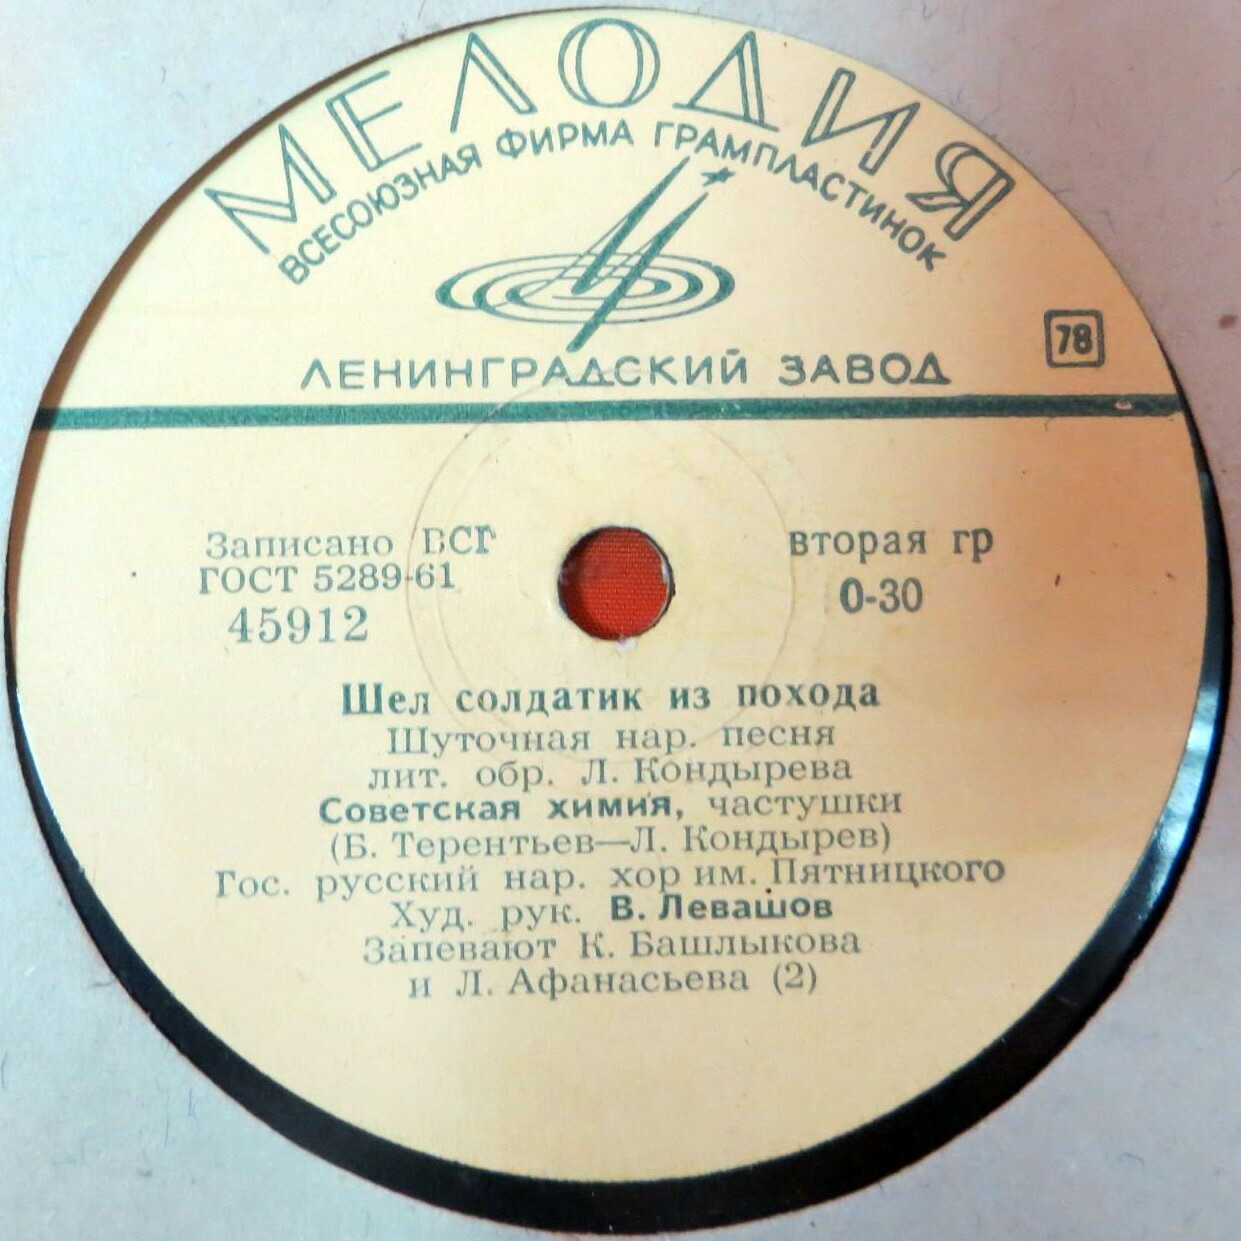 МЕЛОДИЯ
ВСЕСОЮЗНАЯ ФИРМА ГРАМПЛАСТИНОК
ЛЕНИНГРАДСКИЙ ЗАВОД
78
Записано ВСГ
ГОСТ 5289-61
45912
вторая гр
0-30
Шел солдатик из похода
Шуточная нар. песня
лит. обр. Л. Кондырева
Советская химия, частушки
(Б. Терентьев—Л. Кондырев)
Гос. русский нар. хор им. Пятницкого
Худ. рук. В. Левашов
Запевают К. Башлыкова
и Л. Афанасьева (2)